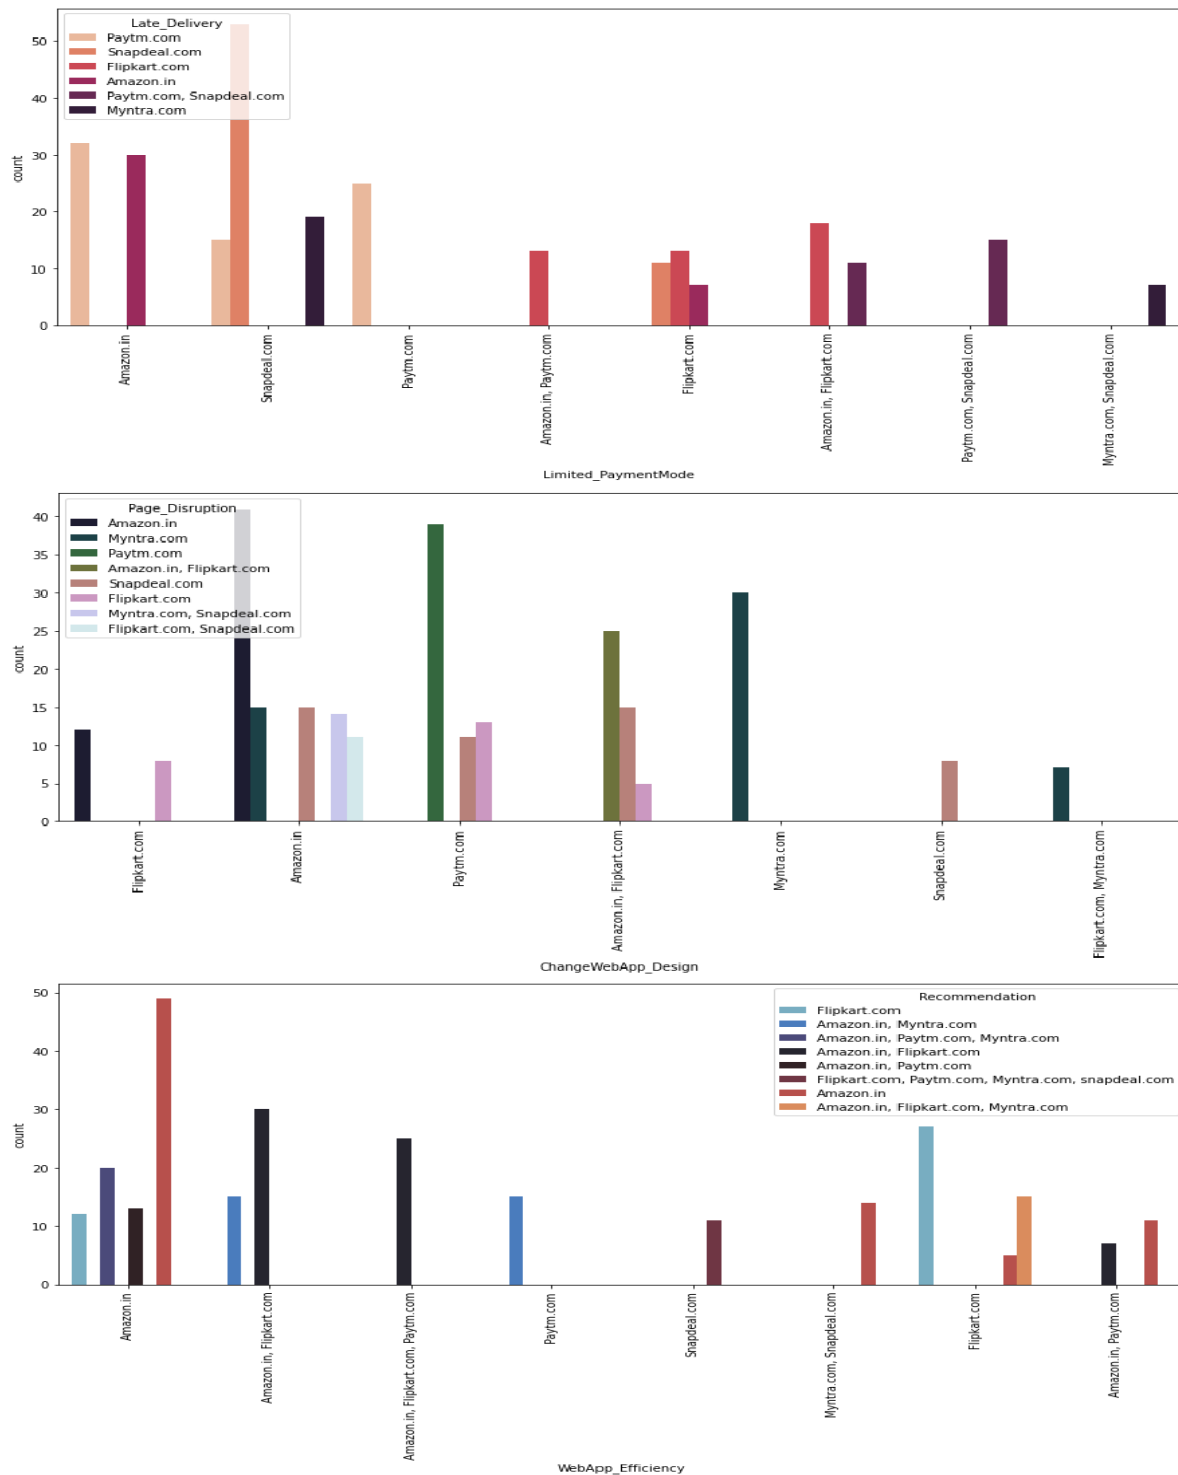 Late_Delivery
Paytm.com
Snapdeal.com
Flipkart.com
Amazon.in
Paytm.com, Snapdeal.com
Myntra.com
50
40
30
20
10
0
count
Amazon.in
Snapdeal.com
Paytm.com
Amazon.in, Paytm.com
Flipkart.com
Amazon.in, Flipkart.com
Paytm.com, Snapdeal.com
Myntra.com, Snapdeal.com
Limited_PaymentMode
Page_Disruption
Amazon.in
Myntra.com
Paytm.com
Amazon.in, Flipkart.com
Snapdeal.com
Flipkart.com
Myntra.com, Snapdeal.com
Flipkart.com, Snapdeal.com
40
35
30
25
20
15
10
5
0
count
Flipkart.com
Amazon.in
Paytm.com
Amazon.in, Flipkart.com
Myntra.com
Snapdeal.com
Flipkart.com, Myntra.com
ChangeWebApp_Design
Recommendation
Flipkart.com
Amazon.in, Myntra.com
Amazon.in, Paytm.com, Myntra.com
Amazon.in, Flipkart.com
Amazon.in, Paytm.com
Flipkart.com, Paytm.com, Myntra.com, snapdeal.com
Amazon.in
Amazon.in, Flipkart.com, Myntra.com
50
40
30
20
10
0
count
Amazon.in
Amazon.in, Flipkart.com
Amazon.in, Flipkart.com, Paytm.com
Paytm.com
Snapdeal.com
Myntra.com, Snapdeal.com
Flipkart.com
Amazon.in, Paytm.com
WebApp_Efficiency